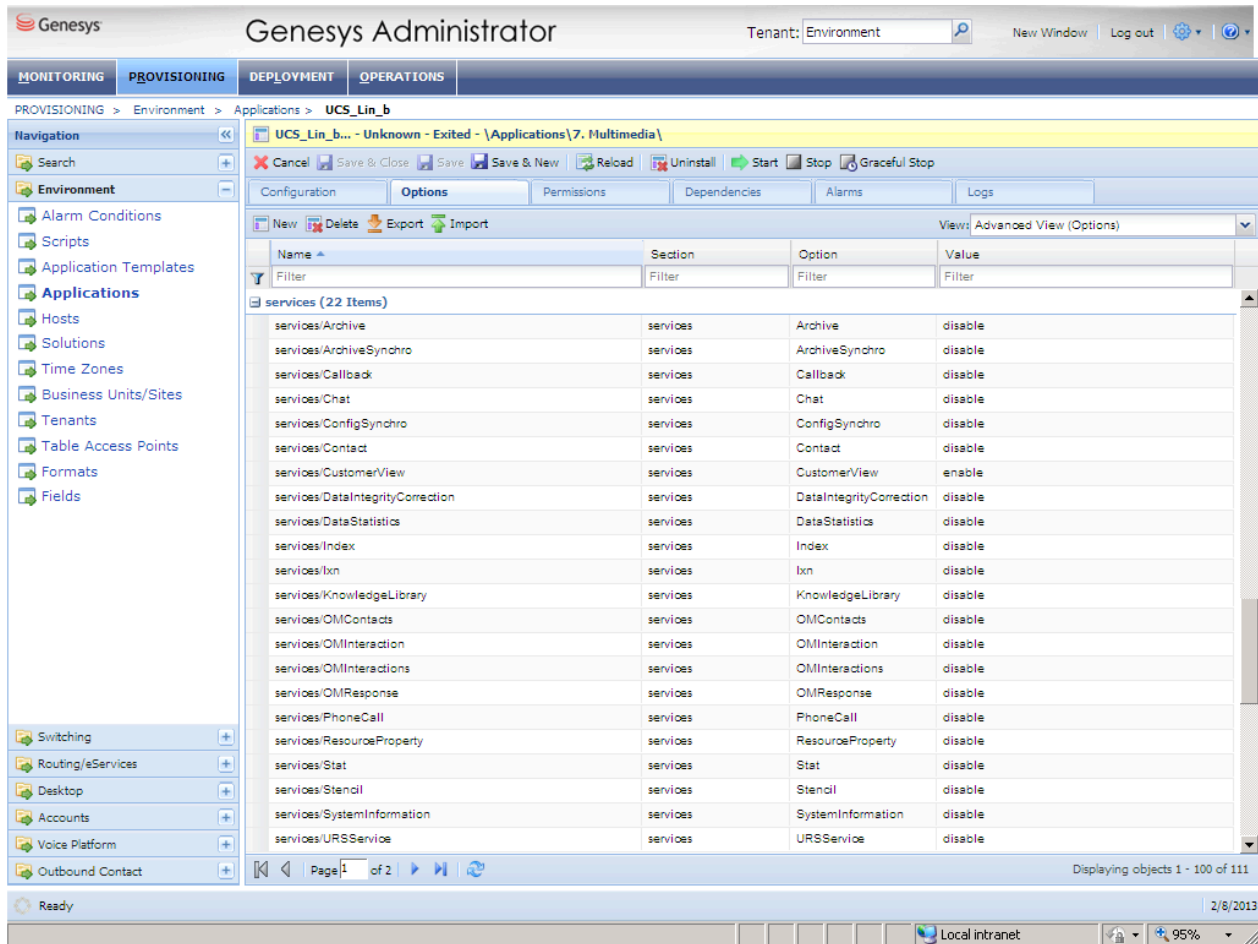 Genesys
Genesys Administrator
Tenant: Environment
New Window Log out
MONITORING PROVISIONING DEPLOYMENT OPERATIONS
PROVISIONING > Environment > Applications > UCS_Lin_b
Navigation
UCS_Lin_b... - Unknown - Exited - \Applications\7. Multimedia\
Search
Cancel Save & Close Save Save & New Reload Uninstall Start Stop Graceful Stop
Environment
Configuration Options Permissions Dependencies Alarms Logs
Alarm Conditions
Scripts
Application Templates
Applications
Hosts
Solutions
Time Zones
Business Units/Sites
Tenants
Table Access Points
Formats
Fields
Switching
Routing/eServices
Desktop
Accounts
Voice Platform
Outbound Contact
New Delete Export Import
View: Advanced View (Options)
Name Section Option Value
Filter Filter Filter Filter
services (22 Items)
services/Archive services Archive disable
services/ArchiveSynchro services ArchiveSynchro disable
services/Callback services Callback disable
services/Chat services Chat disable
services/ConfigSynchro services ConfigSynchro disable
services/Contact services Contact disable
services/CustomerView services CustomerView enable
services/DataIntegrityCorrection services DataIntegrityCorrection disable
services/DataStatistics services DataStatistics disable
services/Index services Index disable
services/Ixn services Ixn disable
services/KnowledgeLibrary services KnowledgeLibrary disable
services/OMContacts services OMContacts disable
services/OMInteraction services OMInteraction disable
services/OMInteractions services OMInteractions disable
services/OMResponse services OMResponse disable
services/PhoneCall services PhoneCall disable
services/ResourceProperty services ResourceProperty disable
services/Stat services Stat disable
services/Stencil services Stencil disable
services/SystemInformation services SystemInformation disable
services/URSService services URSService disable
Page 1 of 2
Displaying objects 1 - 100 of 111
Ready
2/8/2013
Local intranet
95%